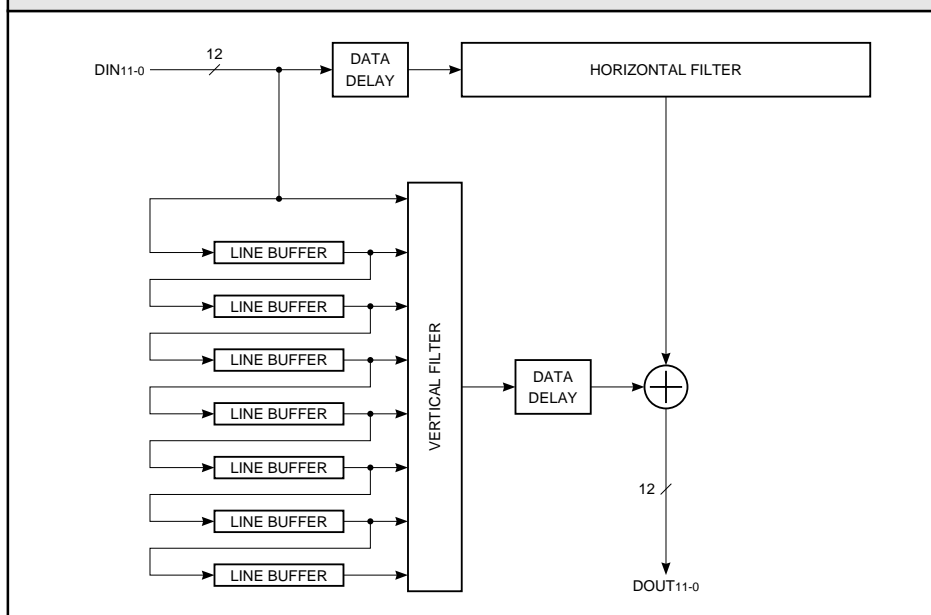 12
DIN11-0
DATA
DELAY
HORIZONTAL FILTER
LINE BUFFER
LINE BUFFER
LINE BUFFER
LINE BUFFER
LINE BUFFER
LINE BUFFER
LINE BUFFER
VERTICAL FILTER
DATA
DELAY
12
DOUT11-0